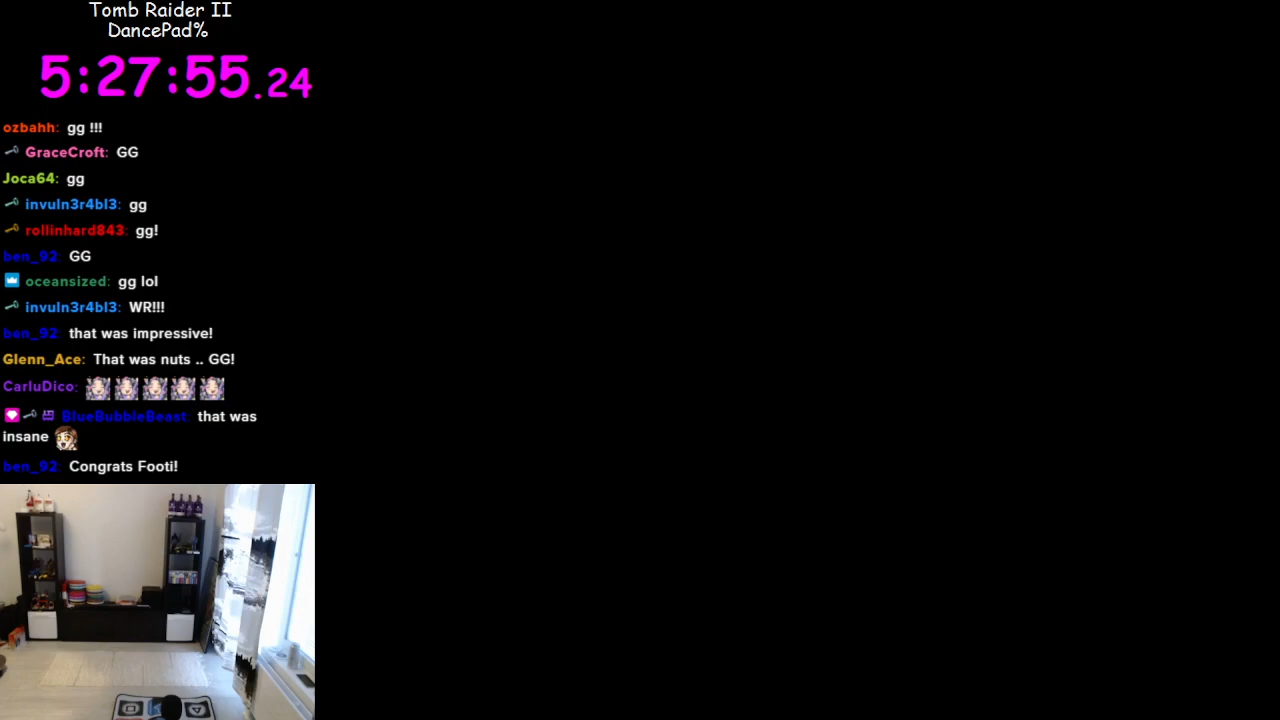 Tomb Raider II
DancePad%
5:27:55.24
ozbahh: gg !!!
GraceCroft: GG
Joca64: gg
invuln3r4bl3: gg
rollinhard843: gg!
ben_92: GG
oceansized: gg lol
invuln3r4bl3: WR!!!
ben_92: that was impressive!
Glenn_Ace: That was nuts .. GG!
CarluDico:
BlueBubbleBeast: that was
insane
ben_92: Congrats Footi!